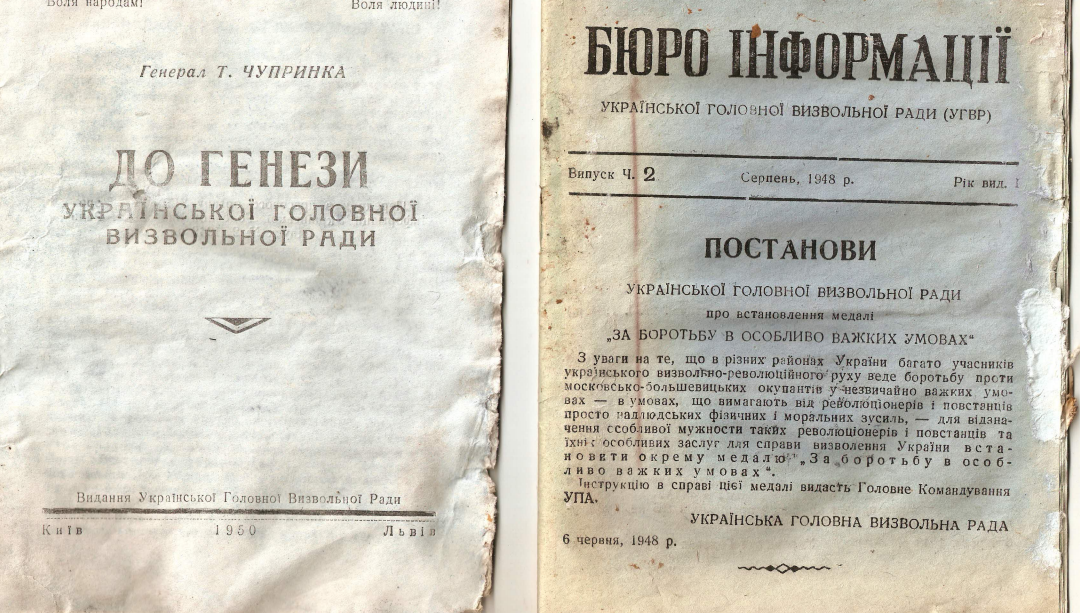 Воля народам! Воля людині!
Генерал Т. ЧУПРИНКА
ДО ГЕНЕЗИ
УКРАЇНСЬКОЇ ГОЛОВНОЇ
ВИЗВОЛЬНОЇ РАДИ
Видання Української Головної Визвольної Ради
Київ 1950 Львів
БЮРО ІНФОРМАЦІЇ
УКРАЇНСЬКОЇ ГОЛОВНОЇ ВИЗВОЛЬНОЇ РАДИ (УГВР)
Випуск Ч. 2 Серпень, 1948 р. Рік вид. I
ПОСТАНОВИ
УКРАЇНСЬКОЇ ГОЛОВНОЇ ВИЗВОЛЬНОЇ РАДИ
про встановлення медалі
„ЗА БОРОТЬБУ В ОСОБЛИВО ВАЖКИХ УМОВАХ“
З уваги на те, що в різних районах України багато учасників
українського визвольно-революційного руху веде боротьбу проти
московсько-большевицьких окупантів у незвичайно важких умо-
вах — в умовах, що вимагають від революціонерів і повстанців
просто надлюдських фізичних і моральних зусиль, — для відзна-
чення особливої мужности таких революціонерів і повстанців та
їхніх особливих заслуг для справи визволення України вста-
новити окрему медалю „За боротьбу в особ-
ливо важких умовах“.
Інструкцію в справі цієї медалі видасть Головне Командування
УПА.
УКРАЇНСЬКА ГОЛОВНА ВИЗВОЛЬНА РАДА
6 червня, 1948 р.